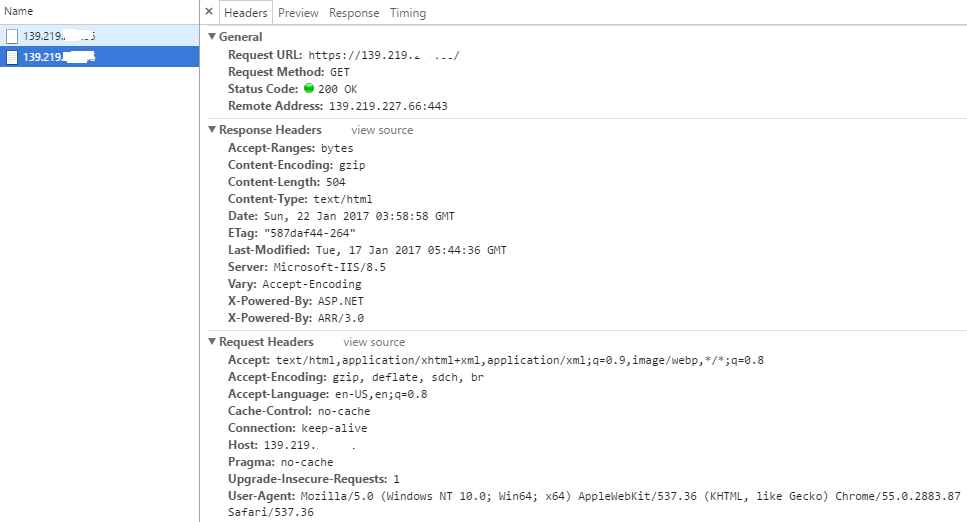 Name
139.219.
139.219.
× Headers Preview Response Timing
General
Request URL: https://139.219.
Request Method: GET
Status Code: 200 OK
Remote Address: 139.219.227.66:443
Response Headers view source
Accept-Ranges: bytes
Content-Encoding: gzip
Content-Length: 504
Content-Type: text/html
Date: Sun, 22 Jan 2017 03:58:58 GMT
ETag: "587daf44-264"
Last-Modified: Tue, 17 Jan 2017 05:44:36 GMT
Server: Microsoft-IIS/8.5
Vary: Accept-Encoding
X-Powered-By: ASP.NET
X-Powered-By: ARR/3.0
Request Headers view source
Accept: text/html,application/xhtml+xml,application/xml;q=0.9,image/webp,*/*;q=0.8
Accept-Encoding: gzip, deflate, sdch, br
Accept-Language: en-US,en;q=0.8
Cache-Control: no-cache
Connection: keep-alive
Host: 139.219.
Pragma: no-cache
Upgrade-Insecure-Requests: 1
User-Agent: Mozilla/5.0 (Windows NT 10.0; Win64; x64) AppleWebKit/537.36 (KHTML, like Gecko) Chrome/55.0.2883.87
Safari/537.36